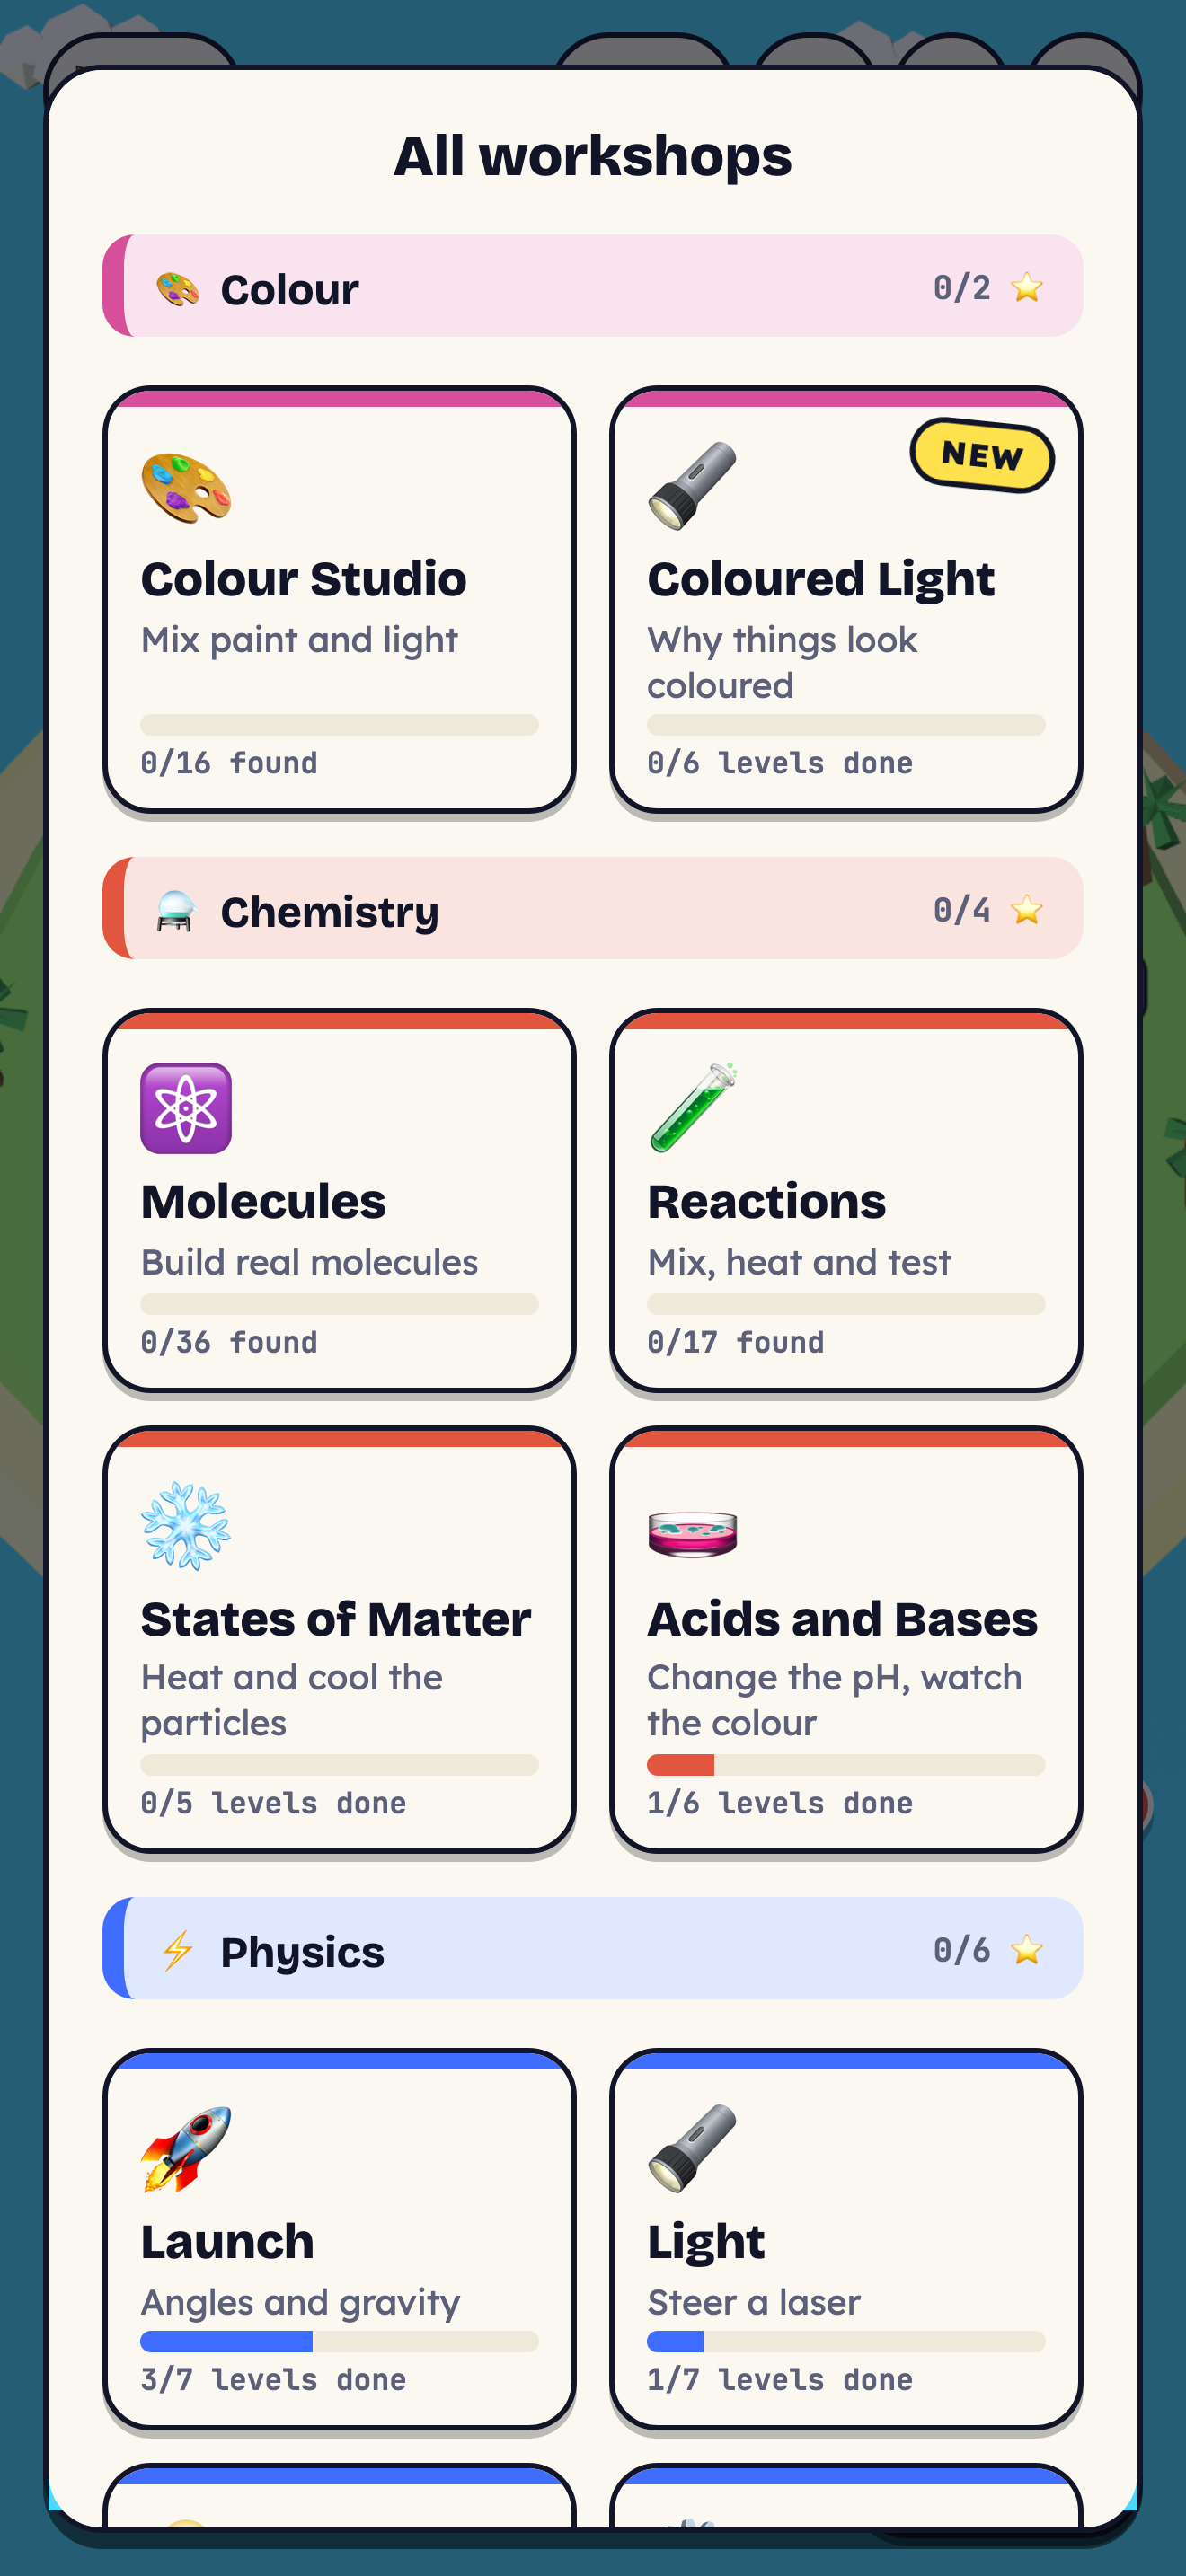 All workshops
Colour
0/2
NEW
Colour Studio
Mix paint and light
0/16 found
Coloured Light
Why things look
coloured
0/6 levels done
Chemistry
0/4
Molecules
Build real molecules
0/36 found
Reactions
Mix, heat and test
0/17 found
States of Matter
Heat and cool the
particles
0/5 levels done
Acids and Bases
Change the pH, watch
the colour
1/6 levels done
Physics
0/6
Launch
Angles and gravity
3/7 levels done
Light
Steer a laser
1/7 levels done